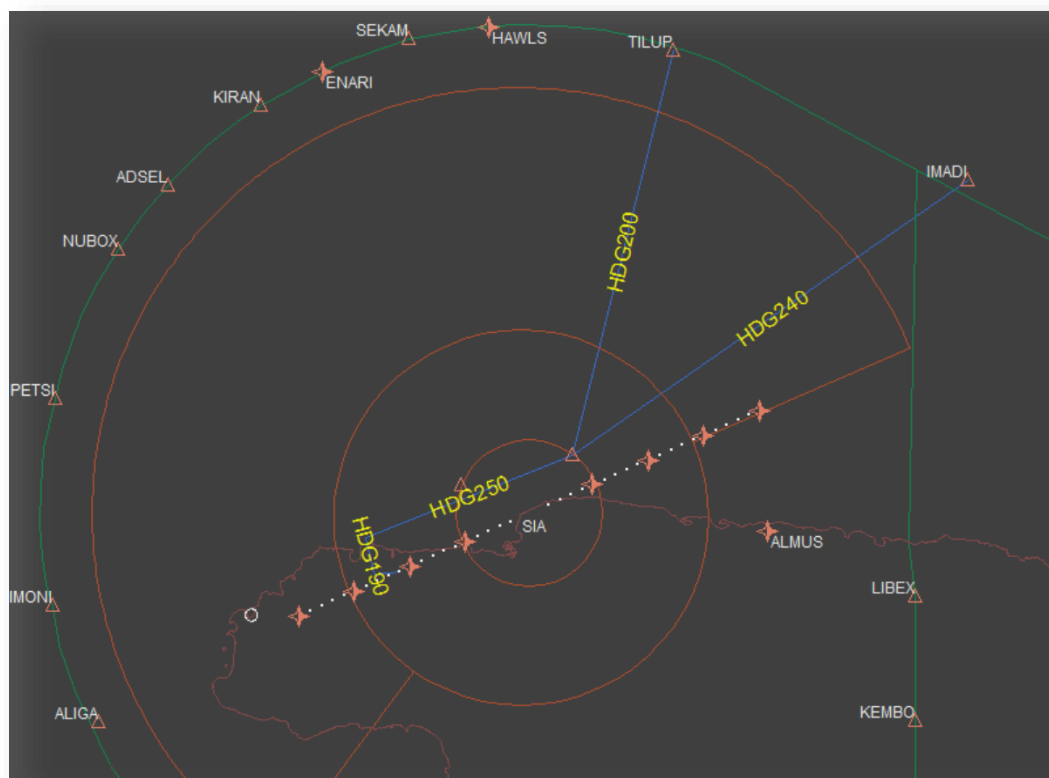 SEKAM
HAWLS
TILUP
ENARI
KIRAN
ADSEL
IMADI
NUBOX
HDG200
HDG240
PETSI
HDG250
SIA
HDG190
ALMUS
IMONI
LIBEX
ALIGA
KEMBO